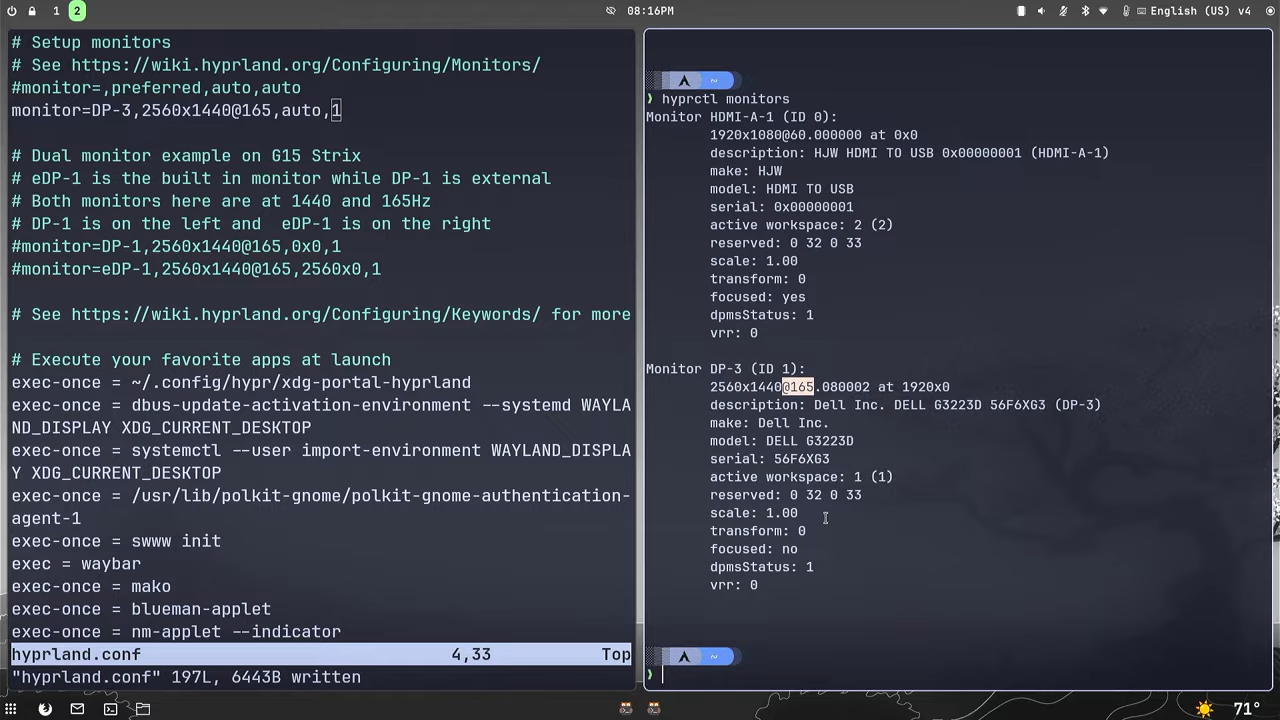 1 2 08:16PM English (US) v4
# Setup monitors
# See https://wiki.hyprland.org/Configuring/Monitors/
#monitor=,preferred,auto,auto
monitor=DP-3,2560x1440@165,auto,1
# Dual monitor example on G15 Strix
# eDP-1 is the built in monitor while DP-1 is external
# Both monitors here are at 1440 and 165Hz
# DP-1 is on the left and  eDP-1 is on the right
#monitor=DP-1,2560x1440@165,0x0,1
#monitor=eDP-1,2560x1440@165,2560x0,1
# See https://wiki.hyprland.org/Configuring/Keywords/ for more
# Execute your favorite apps at launch
exec-once = ~/.config/hypr/xdg-portal-hyprland
exec-once = dbus-update-activation-environment --systemd WAYLA
ND_DISPLAY XDG_CURRENT_DESKTOP
exec-once = systemctl --user import-environment WAYLAND_DISPLA
Y XDG_CURRENT_DESKTOP
exec-once = /usr/lib/polkit-gnome/polkit-gnome-authentication-
agent-1
exec-once = swww init
exec = waybar
exec-once = mako
exec-once = blueman-applet
exec-once = nm-applet --indicator
hyprland.conf 4,33 Top
"hyprland.conf" 197L, 6443B written
~
❯ hyprctl monitors
Monitor HDMI-A-1 (ID 0):
1920x1080@60.000000 at 0x0
description: HJW HDMI TO USB 0x00000001 (HDMI-A-1)
make: HJW
model: HDMI TO USB
serial: 0x00000001
active workspace: 2 (2)
reserved: 0 32 0 33
scale: 1.00
transform: 0
focused: yes
dpmsStatus: 1
vrr: 0
Monitor DP-3 (ID 1):
2560x1440@165.080002 at 1920x0
description: Dell Inc. DELL G3223D 56F6XG3 (DP-3)
make: Dell Inc.
model: DELL G3223D
serial: 56F6XG3
active workspace: 1 (1)
reserved: 0 32 0 33
scale: 1.00
transform: 0
focused: no
dpmsStatus: 1
vrr: 0
~
❯
71°